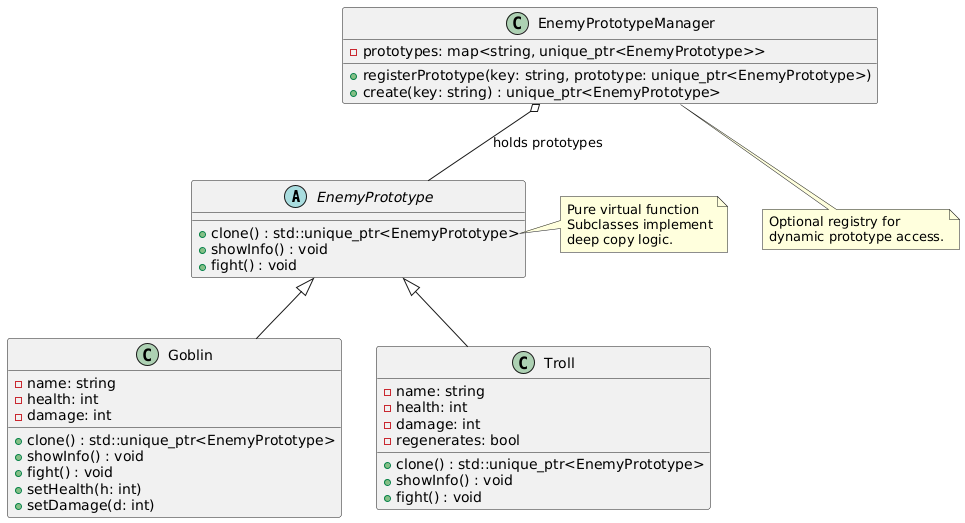 C EnemyPrototypeManager
prototypes: map<string, unique_ptr<EnemyPrototype>>
registerPrototype(key: string, prototype: unique_ptr<EnemyPrototype>)
create(key: string) : unique_ptr<EnemyPrototype>
holds prototypes
A EnemyPrototype
clone() : std::unique_ptr<EnemyPrototype>
showInfo() : void
fight() : void
Pure virtual function
Subclasses implement
deep copy logic.
Optional registry for
dynamic prototype access.
C Goblin
name: string
health: int
damage: int
clone() : std::unique_ptr<EnemyPrototype>
showInfo() : void
fight() : void
setHealth(h: int)
setDamage(d: int)
C Troll
name: string
health: int
damage: int
regenerates: bool
clone() : std::unique_ptr<EnemyPrototype>
showInfo() : void
fight() : void